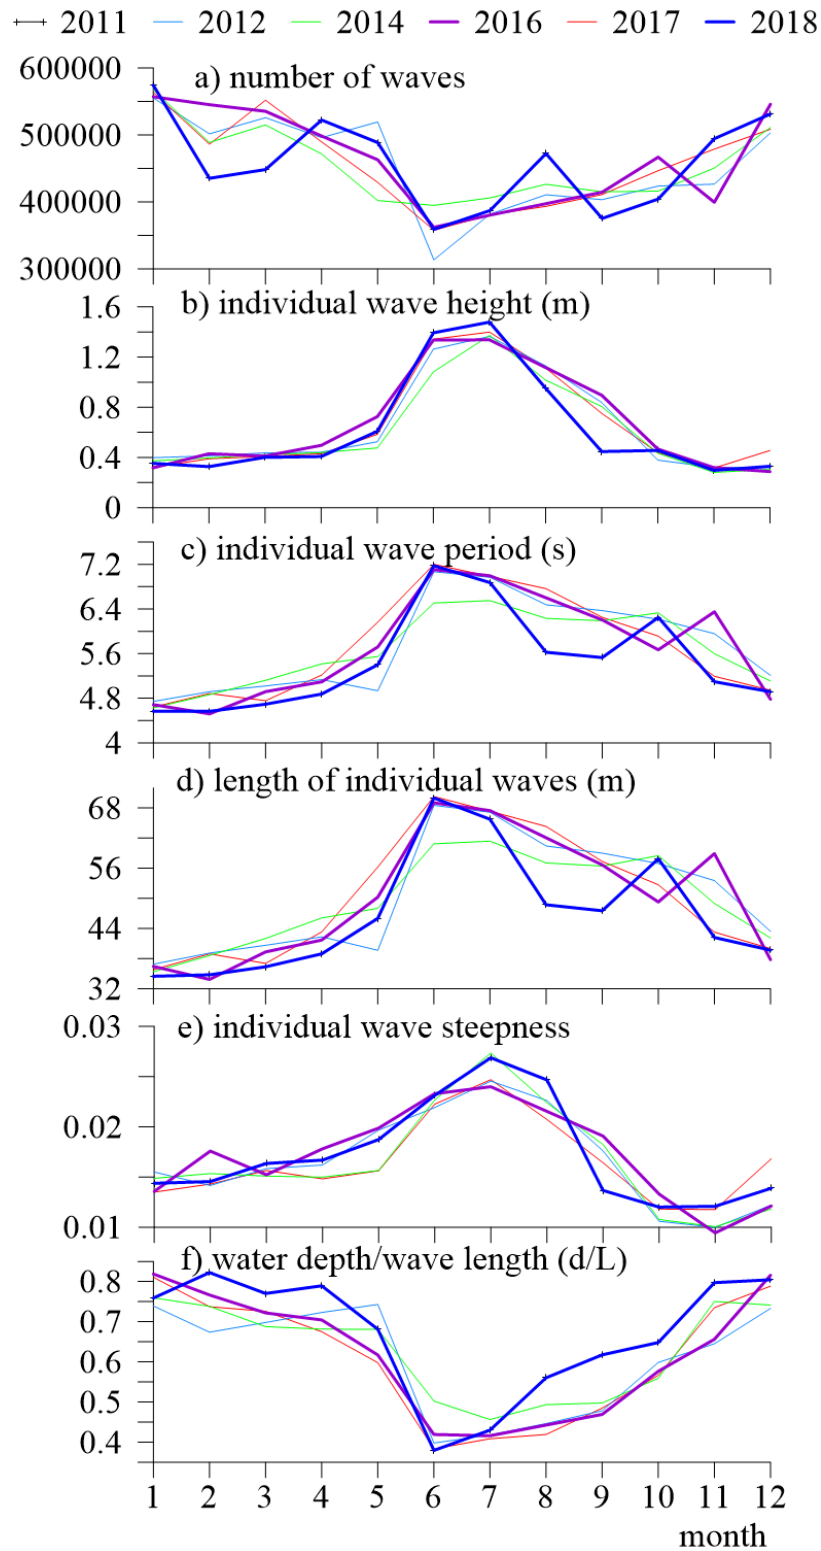 2011 2012 2014 2016 2017 2018
a) number of waves
600000
500000
400000
300000
b) individual wave height (m)
1.6
1.2
0.8
0.4
0
c) individual wave period (s)
7.2
6.4
5.6
4.8
4
d) length of individual waves (m)
68
56
44
32
e) individual wave steepness
0.03
0.02
0.01
f) water depth/wave length (d/L)
0.8
0.7
0.6
0.5
0.4
1 2 3 4 5 6 7 8 9 10 11 12
month